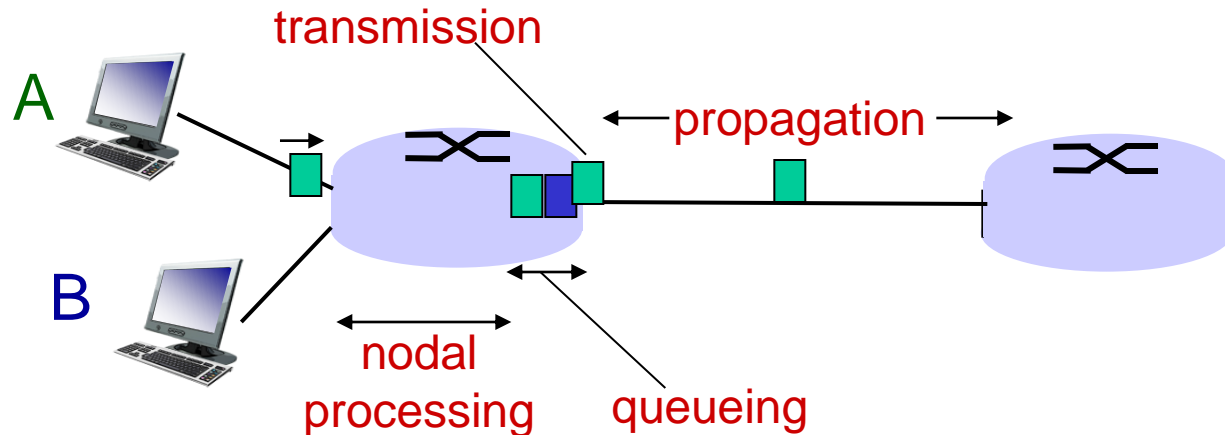 transmission
A
propagation
B
nodal
processing
queueing